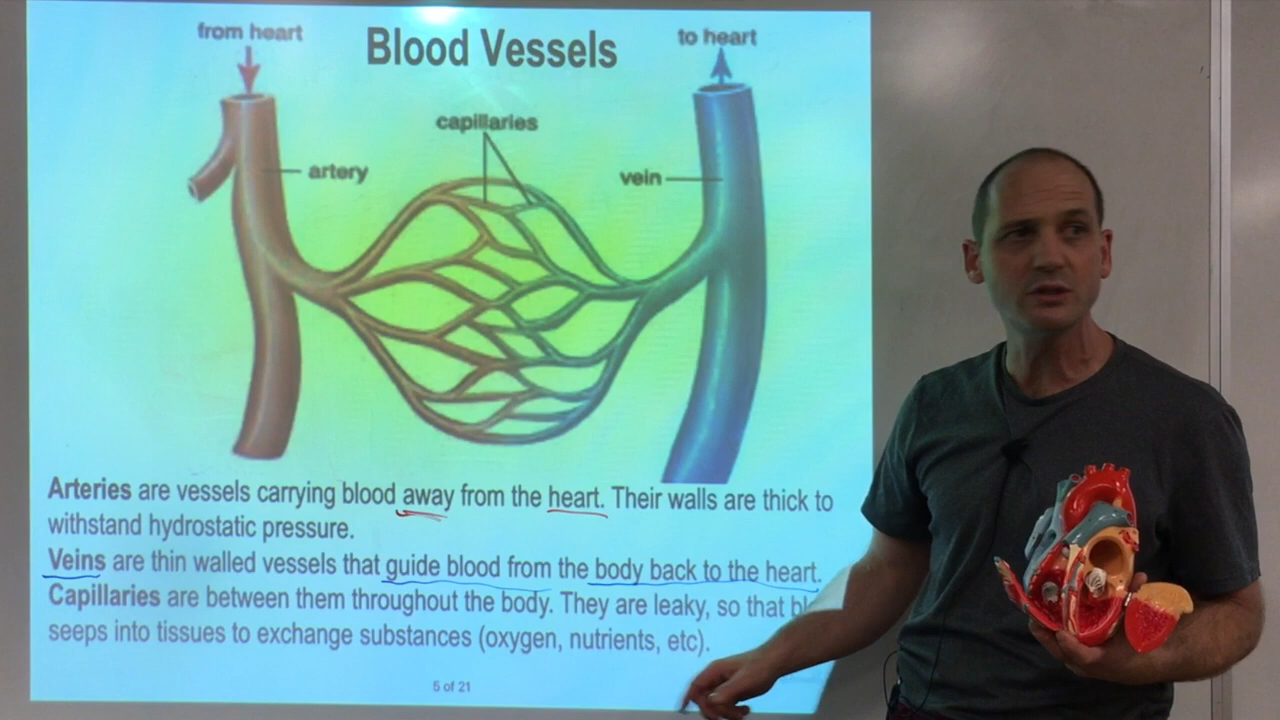 from heart
Blood Vessels
to heart
capillaries
artery
vein
Arteries are vessels carrying blood away from the heart. Their walls are thick to
withstand hydrostatic pressure.
Veins are thin walled vessels that guide blood from the body back to the heart.
Capillaries are between them throughout the body. They are leaky, so that
seeps into tissues to exchange substances (oxygen, nutrients, etc).
5 of 21